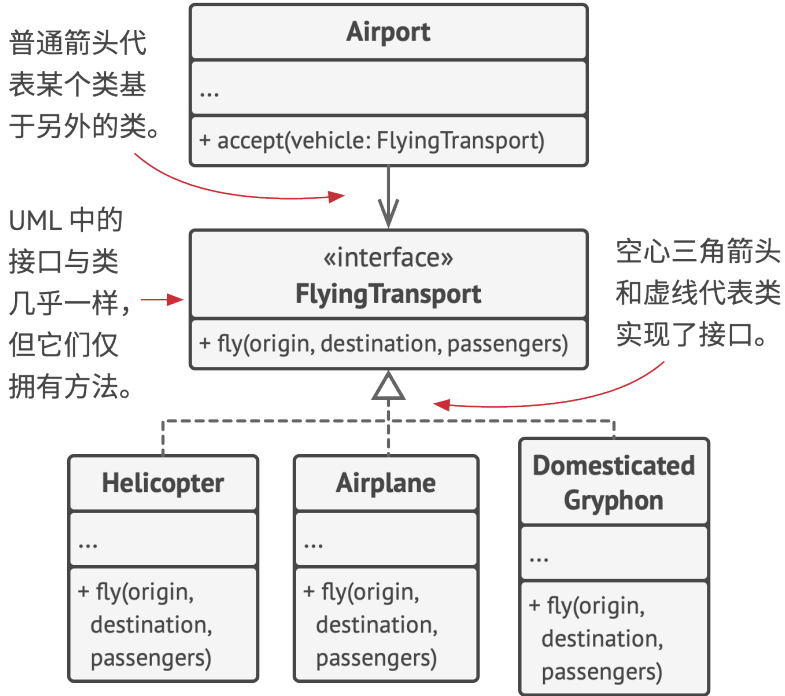 普通箭头代
表某个类基
于另外的类。
Airport
...
+ accept(vehicle: FlyingTransport)
UML 中的
接口与类
几乎一样，
但它们仅
拥有方法。
«interface»
FlyingTransport
+ fly(origin, destination, passengers)
空心三角箭头
和虚线代表类
实现了接口。
Helicopter
...
+ fly(origin,
destination,
passengers)
Airplane
...
+ fly(origin,
destination,
passengers)
Domesticated
Gryphon
...
+ fly(origin,
destination,
passengers)